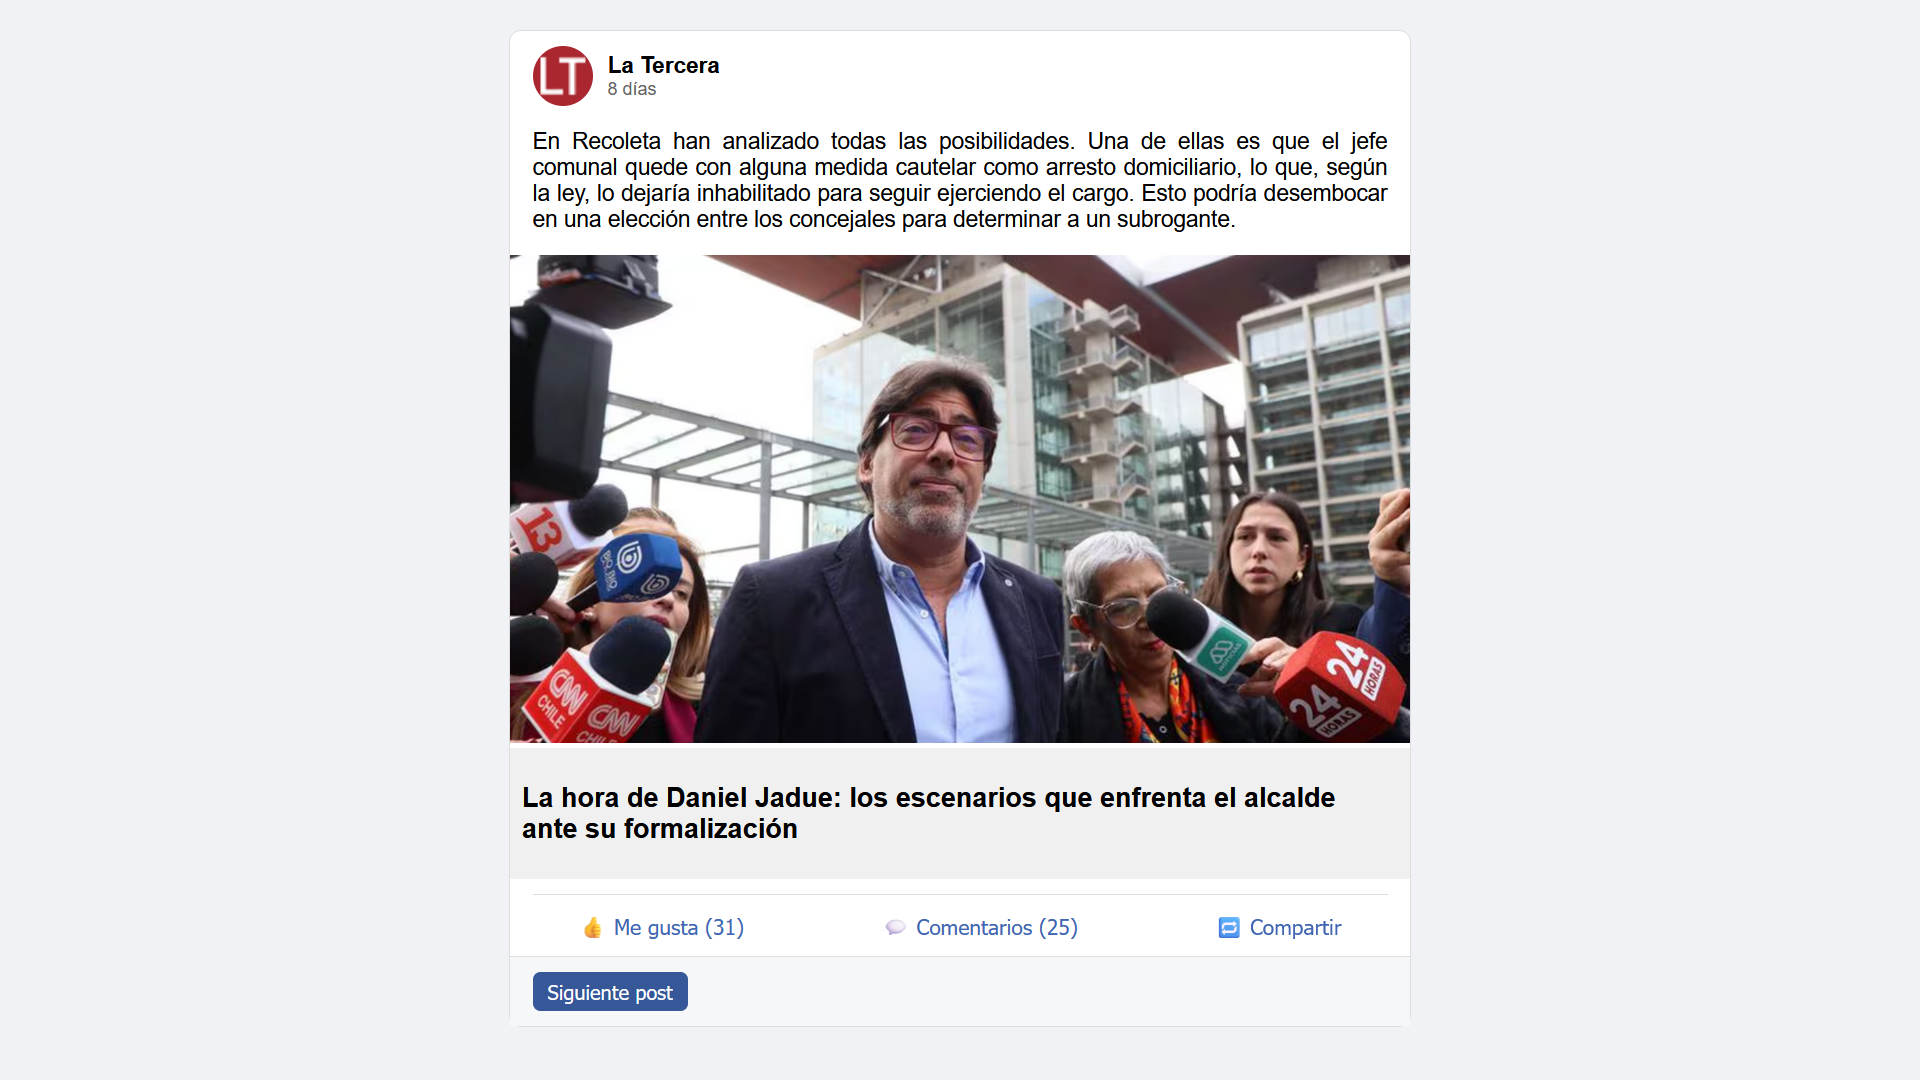 LT
La Tercera
8 días
En Recoleta han analizado todas las posibilidades. Una de ellas es que el jefe
comunal quede con alguna medida cautelar como arresto domiciliario, lo que, según
la ley, lo dejaría inhabilitado para seguir ejerciendo el cargo. Esto podría desembocar
en una elección entre los concejales para determinar a un subrogante.
13
BIO BIO
CNN
CHILE
CNN
CHILE
NOTICIAS
24
HORAS
24
HORAS
La hora de Daniel Jadue: los escenarios que enfrenta el alcalde
ante su formalización
Me gusta (31)
Comentarios (25)
Compartir
Siguiente post